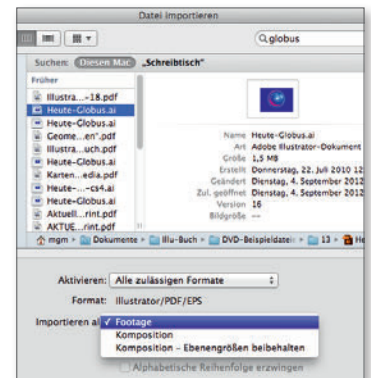 Datei importieren
globus
Suchen: Diesen Mac „Schreibtisch“
Früher
Illustra...-18.pdf
Heute-Globus.ai
Heute-Globus.ai
Geome...en".pdf
Illustra...uch.pdf
Heute-Globus.ai
Karten...edia.pdf
Heute-...-cs4.ai
Heute-Globus.ai
Aktuell...rint.pdf
AKTUE...rint.pdf
Name Heute-Globus.ai
Art Adobe Illustrator-Dokument
Größe 1,5 MB
Erstellt Donnerstag, 22. Juli 2010 12
Geändert Dienstag, 4. September 2012
Zul. geöffnet Dienstag, 4. September 2012
Version 16
Bildgröße --
mgm ▸ Dokumente ▸ Illu-Buch ▸ DVD-Beispieldateie ▸ 13 ▸ He
Aktivieren: Alle zulässigen Formate
Format: Illustrator/PDF/EPS
Importieren al ✓ Footage
Komposition
Komposition – Ebenengrößen beibehalten
Alphabetische Reihenfolge erzwingen